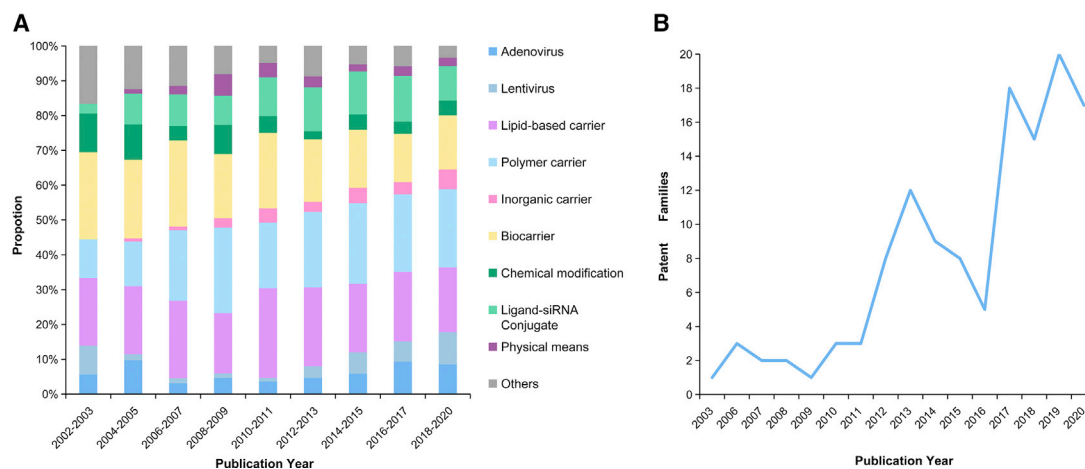 A
100%
90%
80%
70%
60%
50%
40%
30%
20%
10%
0%
Propotion
2002-2003
2004-2005
2006-2007
2008-2009
2010-2011
2012-2013
2014-2015
2016-2017
2018-2020
Publication Year
Adenovirus
Lentivirus
Lipid-based carrier
Polymer carrier
Inorganic carrier
Biocarrier
Chemical modification
Ligand-siRNA
Conjugate
Physical means
Others
B
20
18
16
14
12
10
8
6
4
2
0
Patent Families
2003
2006
2007
2008
2009
2010
2011
2012
2013
2014
2015
2016
2017
2018
2019
2020
Publication Year